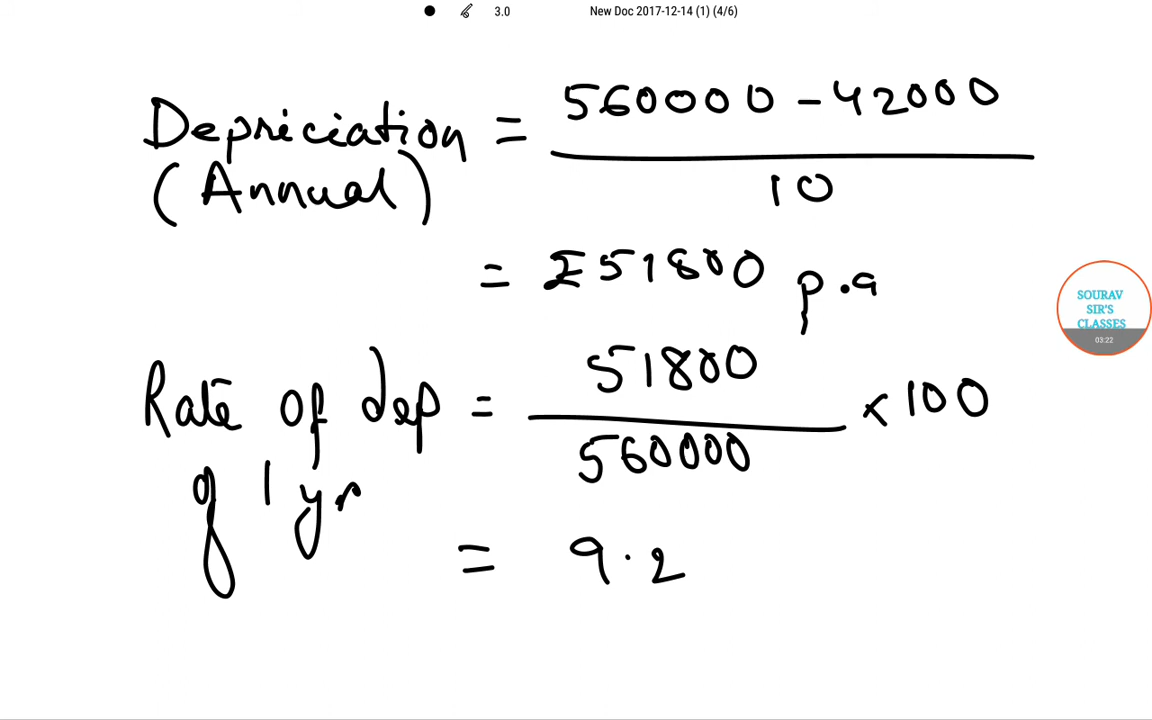 3.0 New Doc 2017-12-14 (1) (4/6)
Depriciation = 560000 - 42000
(Annual) 10
= £51800 p.a
Rate of dep = 51800 × 100
of 1 yr 560000
= 9.2
SOURAV
SIR'S
CLASSES
03:22